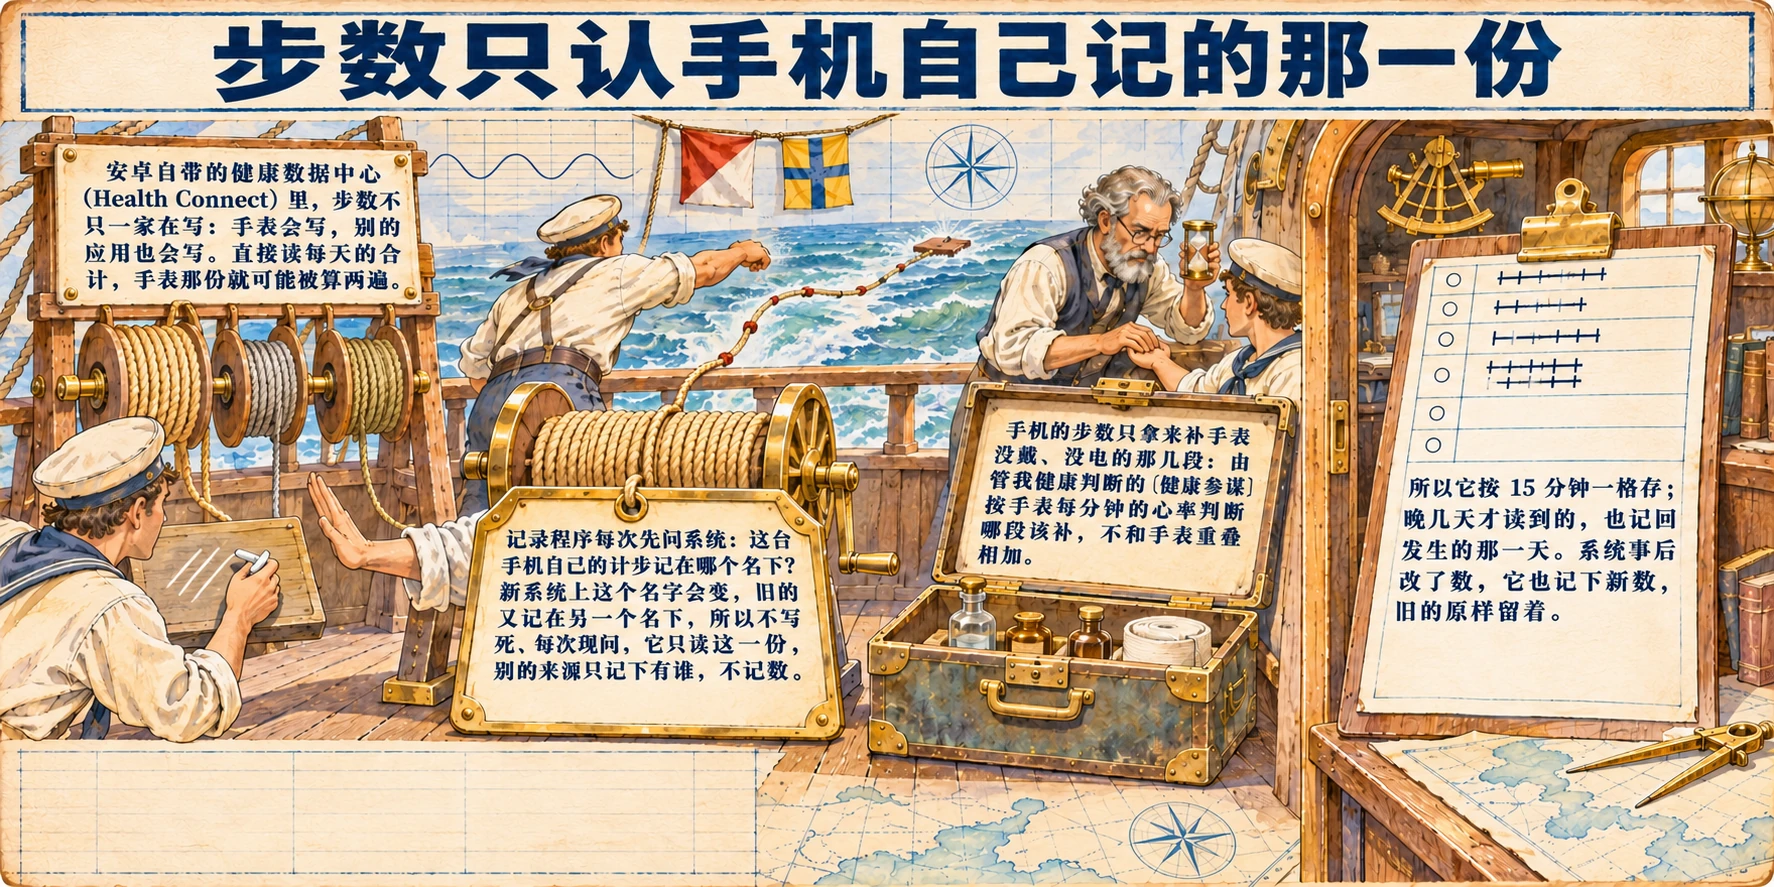 步数只认手机自己记的那一份
安卓自带的健康数据中心
(Health Connect) 里，步数不
只一家在写：手表会写，别的
应用也会写。直接读每天的合
计，手表那份就可能被算两遍。
记录程序每次先问系统：这台
手机自己的计步记在哪个名下？
新系统上这个名字会变，旧的
又记在另一个名下，所以不写
死、每次现问，它只读这一份，
别的来源只记下有谁，不记数。
手机的步数只拿来补手表
没戴、没电的那几段：由
管我健康判断的［健康参谋］
按手表每分钟的心率判断
哪段该补，不和手表重叠
相加。
所以它按 15 分钟一格存；
晚几天才读到的，也记回
发生的那一天。系统事后
改了数，它也记下新数，
旧的原样留着。